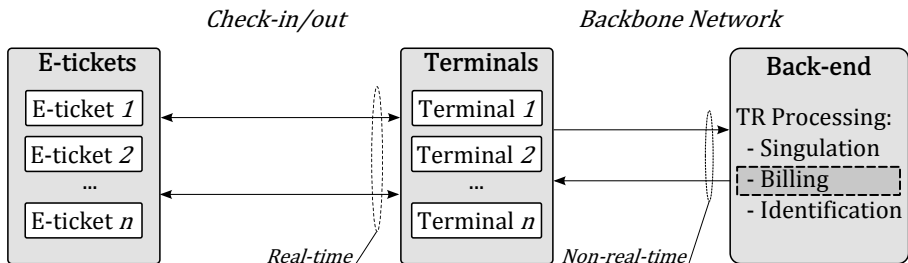 Check-in/out
Backbone Network
E-tickets
E-ticket 1
E-ticket 2
...
E-ticket n
Real-time
Terminals
Terminal 1
Terminal 2
...
Terminal n
Non-real-time
Back-end
TR Processing:
- Singulation
- Billing
- Identification